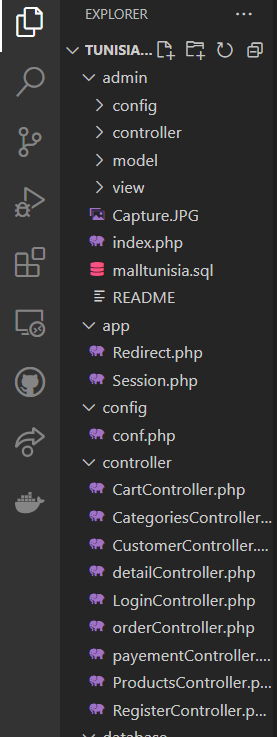 EXPLORER
TUNISIA...
admin
config
controller
model
view
Capture.JPG
index.php
malltunisia.sql
README
app
Redirect.php
Session.php
config
conf.php
controller
CartController.php
CategoriesController...
CustomerController....
detailController.php
LoginController.php
orderController.php
payementController....
ProductsController.p...
RegisterController.p...
database